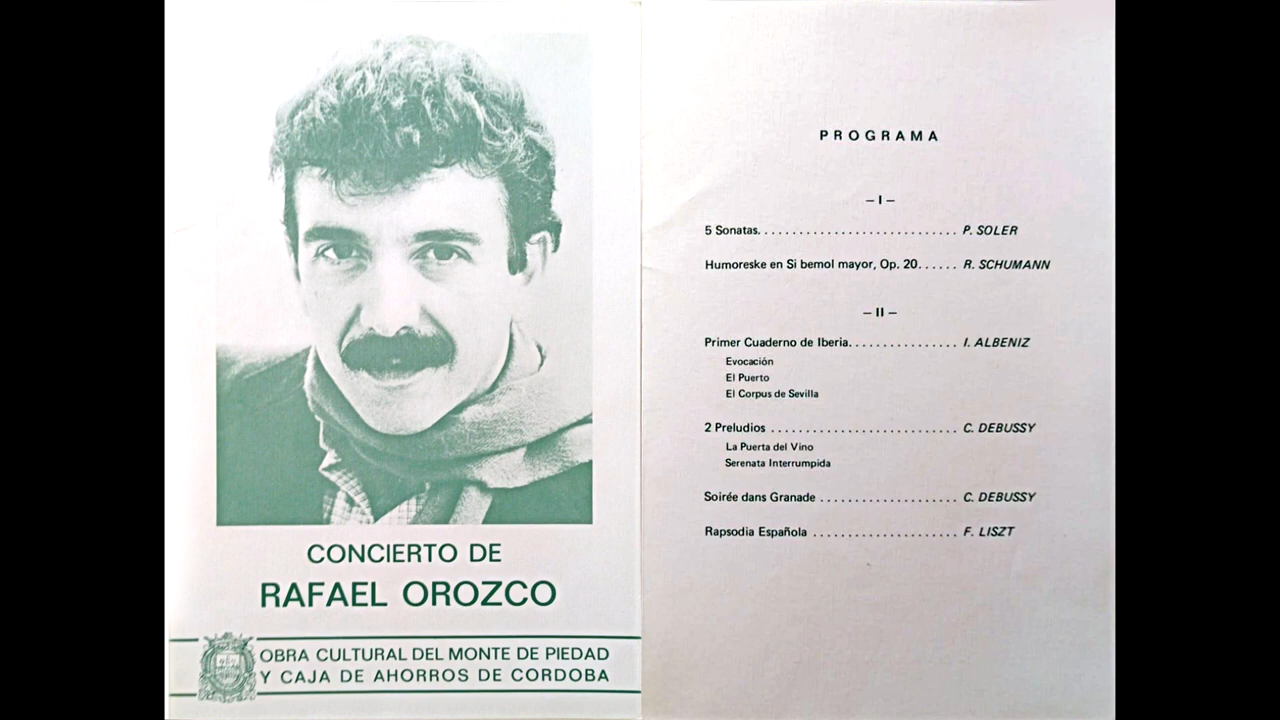 CONCIERTO DE
RAFAEL OROZCO
OBRA CULTURAL DEL MONTE DE PIEDAD
Y CAJA DE AHORROS DE CORDOBA
PROGRAMA
– I –
5 Sonatas. . . . . . . . . . . . . . . . . . . . . . . . . . . . P. SOLER
Humoreske en Si bemol mayor, Op. 20. . . . . . R. SCHUMANN
– II –
Primer Cuaderno de Iberia. . . . . . . . . . . . . . . . I. ALBENIZ
Evocación
El Puerto
El Corpus de Sevilla
2 Preludios . . . . . . . . . . . . . . . . . . . . . . . . . . . C. DEBUSSY
La Puerta del Vino
Serenata Interrumpida
Soirée dans Granade . . . . . . . . . . . . . . . . . . . . C. DEBUSSY
Rapsodia Española . . . . . . . . . . . . . . . . . . . . . F. LISZT